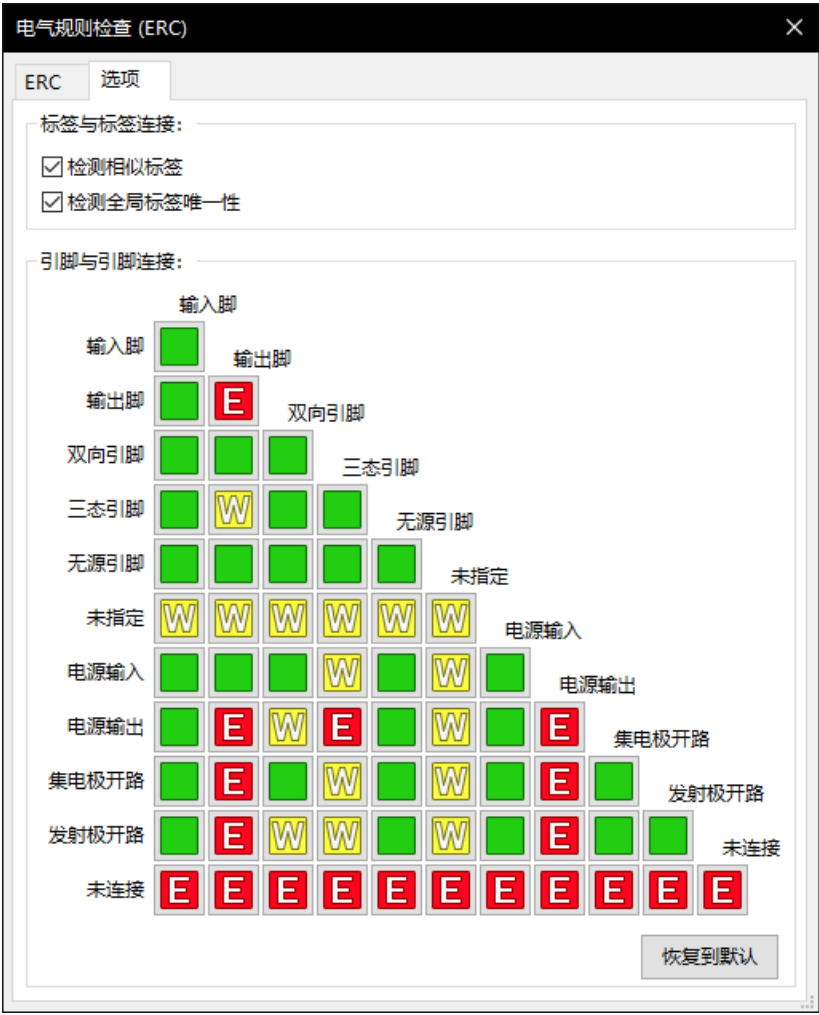 电气规则检查 (ERC)
ERC 选项
标签与标签连接:
检测相似标签
检测全局标签唯一性
引脚与引脚连接:
输入脚
输入脚 输出脚
输出脚 E 双向引脚
双向引脚 三态引脚
三态引脚 W 无源引脚
无源引脚 未指定
未指定 W W W W W W 电源输入
电源输入 W W 电源输出
电源输出 E W E W E 集电极开路
集电极开路 E W W E 发射极开路
发射极开路 E W W W E 未连接
未连接 E E E E E E E E E E E
恢复到默认